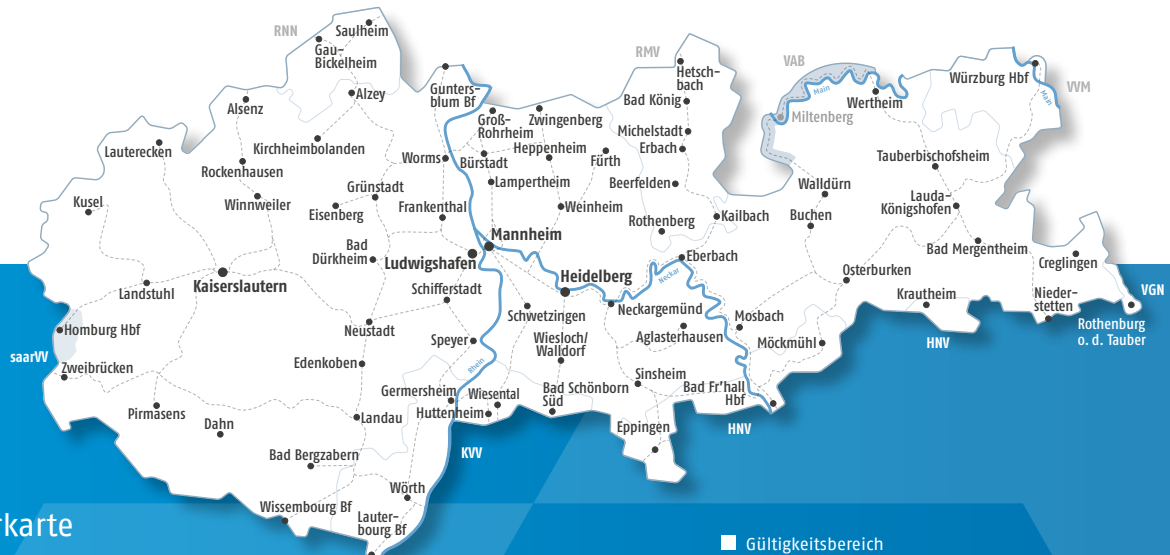 RNN
Saulheim
Gau-
Bickelheim
Alsenz
Alzey
Gunters-
blum Bf
RMV
Hetsch-
bach
Bad König
VAB
Main
Miltenberg
Wertheim
Würzburg Hbf
Main
VVM
Lauterecken
Kirchheimbolanden
Rockenhausen
Worms
Groß-
Rohrheim
Zwingenberg
Heppenheim
Bürstadt
Fürth
Lampertheim
Michelstadt
Erbach
Beerfelden
Tauberbischofsheim
Walldürn
Lauda-
Königshofen
Kusel
Winnweiler
Grünstadt
Eisenberg
Frankenthal
Weinheim
Rothenberg
Kailbach
Buchen
Bad Mergentheim
Creglingen
Mannheim
Bad
Dürkheim
Ludwigshafen
Heidelberg
Neckar
Eberbach
Osterburken
Landstuhl
Kaiserslautern
Schifferstadt
Schwetzingen
Neckargemünd
Krautheim
Nieder-
stetten
VGN
Rothenburg
o. d. Tauber
Homburg Hbf
saarVV
Zweibrücken
Neustadt
Speyer
Wiesloch/
Walldorf
Aglasterhausen
Mosbach
Möckmühl
HNV
Edenkoben
Rhein
Pirmasens
Dahn
Germersheim
Huttenheim
Wiesental
Bad Schönborn
Süd
Sinsheim
Bad Fr'hall
Hbf
Landau
Eppingen
HNV
KVV
Bad Bergzabern
Wörth
Wissembourg Bf
Lauter-
bourg Bf
rkarte
Gültigkeitsbereich